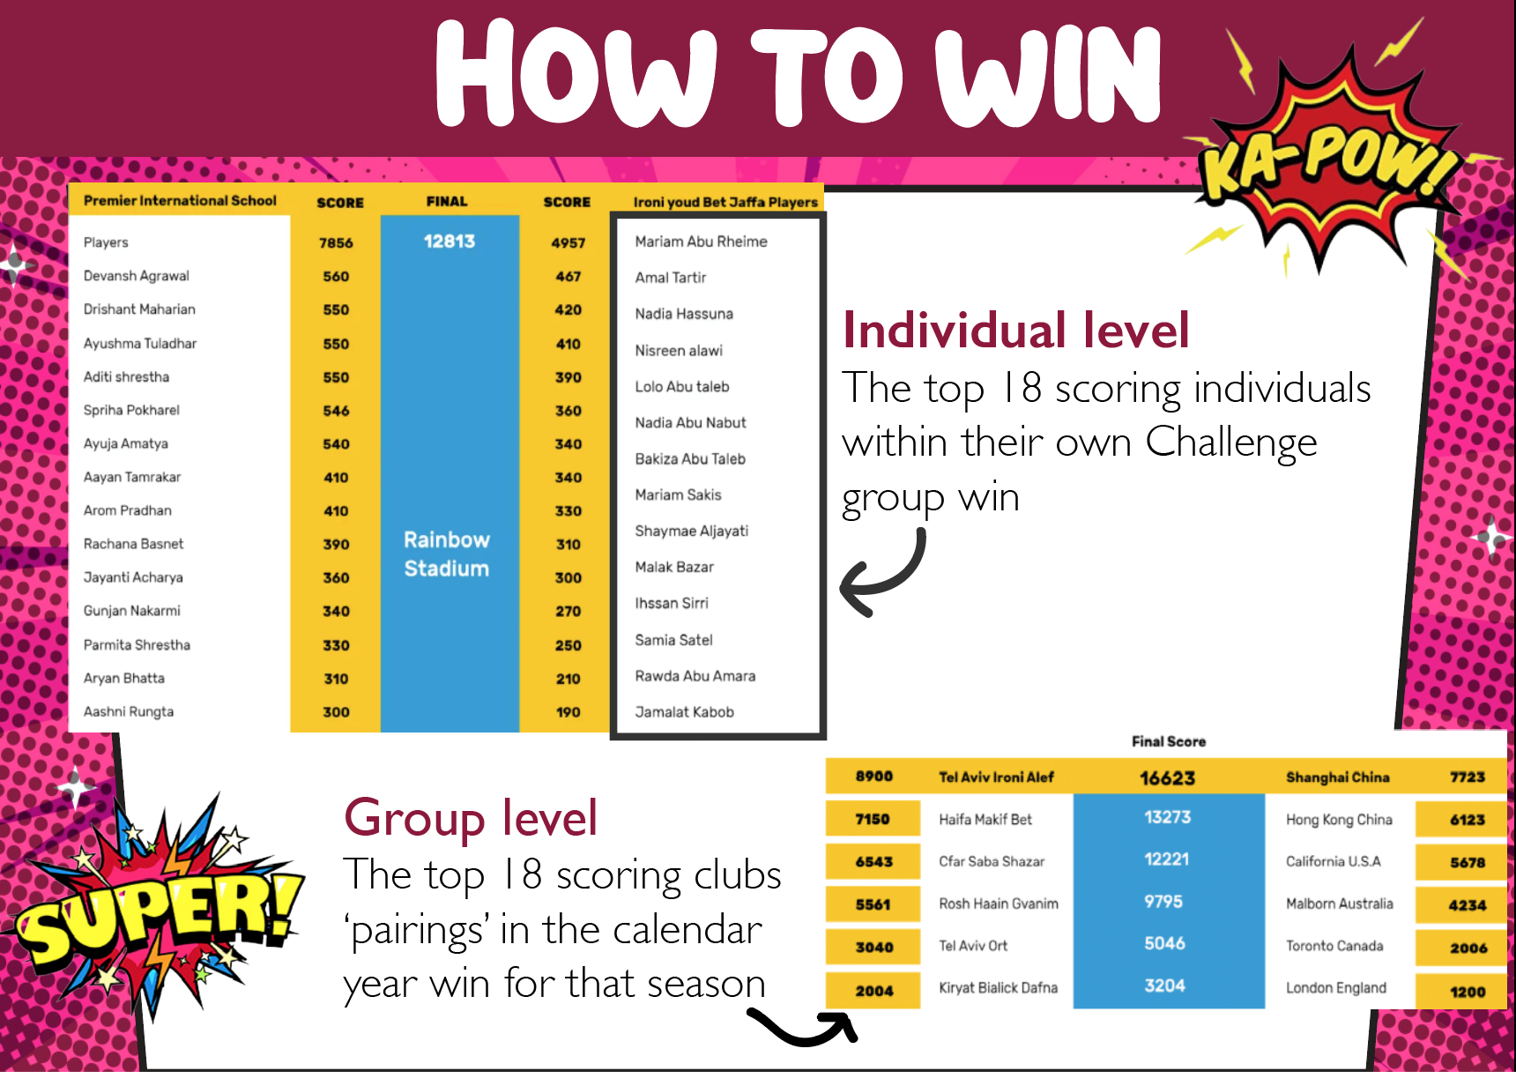 HOW TO WIN
KA-POW!
Premier International School SCORE FINAL SCORE Ironi youd Bet Jaffa Players
Players 7856 12813 4957 Mariam Abu Rheime
Devansh Agrawal 560 467 Amal Tartir
Drishant Maharian 550 420 Nadia Hassuna
Ayushma Tuladhar 550 410 Nisreen alawi
Aditi shrestha 550 390 Lolo Abu taleb
Spriha Pokharel 546 360 Nadia Abu Nabut
Ayuja Amatya 540 340 Bakiza Abu Taleb
Aayan Tamrakar 410 340 Mariam Sakis
Arom Pradhan 410 330 Shaymae Aljayati
Rachana Basnet 390 310 Malak Bazar
Jayanti Acharya 360 300 Ihssan Sirri
Gunjan Nakarmi 340 270 Samia Satel
Parmita Shrestha 330 250 Rawda Abu Amara
Aryan Bhatta 310 210 Jamalat Kabob
Aashni Rungta 300 190
Rainbow
Stadium
Individual level
The top 18 scoring individuals
within their own Challenge
group win
SUPER!
Group level
The top 18 scoring clubs
‘pairings’ in the calendar
year win for that season
Final Score
8900 Tel Aviv Ironi Alef 16623 Shanghai China 7723
7150 Haifa Makif Bet 13273 Hong Kong China 6123
6543 Cfar Saba Shazar 12221 California U.S.A 5678
5561 Rosh Haain Gvanim 9795 Malborn Australia 4234
3040 Tel Aviv Ort 5046 Toronto Canada 2006
2004 Kiryat Bialick Dafna 3204 London England 1200